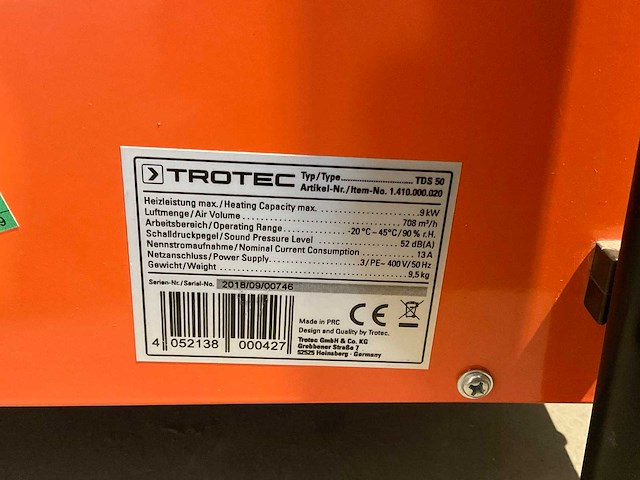 TROTEC
Typ/Type.......................... TDS 50
Artikel-Nr./Item-No. 1.410.000.020
Heizleistung max./Heating Capacity max. .......................... 9 kW
Luftmenge/Air Volume .......................... 708 m³/h
Arbeitsbereich/Operating Range .......................... -20°C – 45°C/90 % r.H.
Schalldruckpegel/Sound Pressure Level .......................... 52 dB(A)
Nennstromaufnahme/Nominal Current Consumption .......................... 13 A
Netzanschluss/Power Supply .......................... 3/PE~ 400 V/50 Hz
Gewicht/Weight .......................... 9,5 kg
Serien-Nr./Serial-No. 2018/09/00746
Made in PRC CE
Design and Quality by Trotec.
Trotec GmbH & Co. KG
Grebbener Straße 7
52525 Heinsberg · Germany
4 052138 000427
9